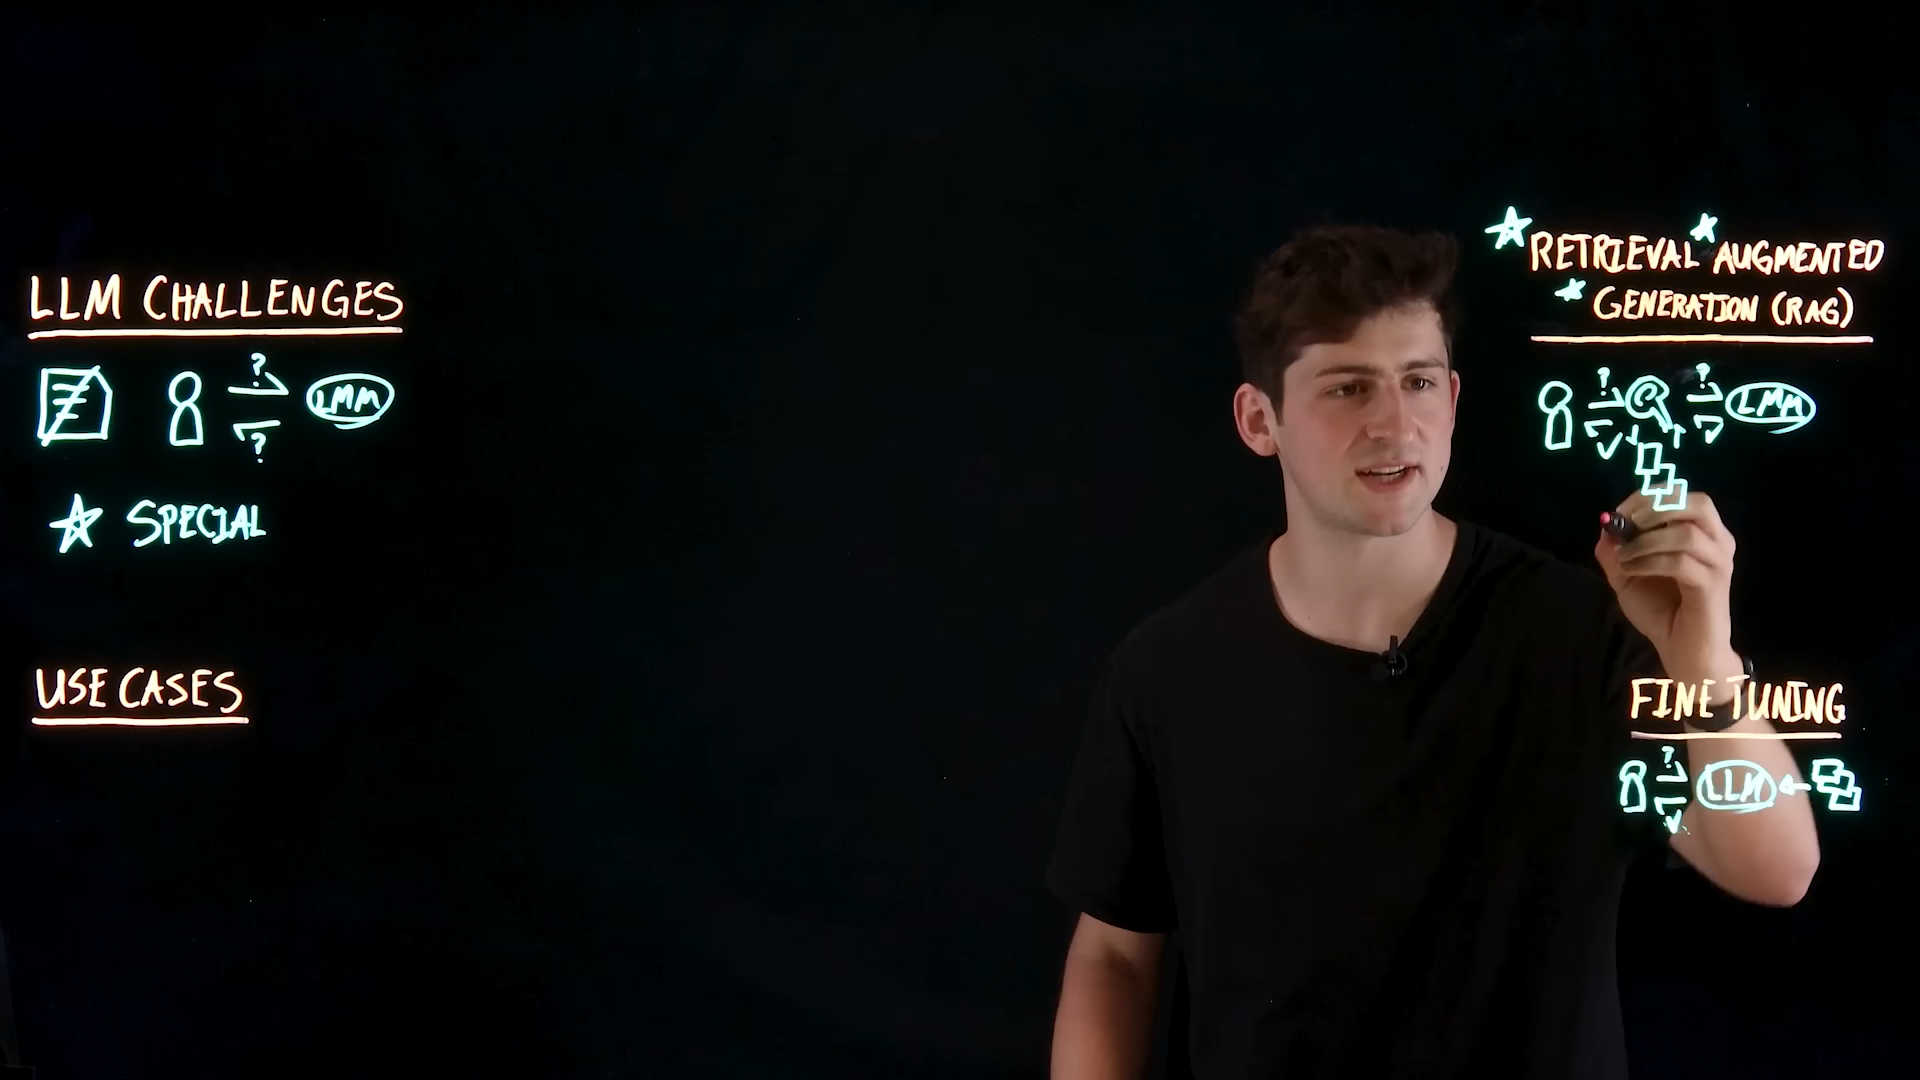 LLM CHALLENGES
?
LMM
?
SPECIAL
USE CASES
RETRIEVAL AUGMENTED
GENERATION (RAG)
? ?
LMM
FINE TUNING
?
LLM